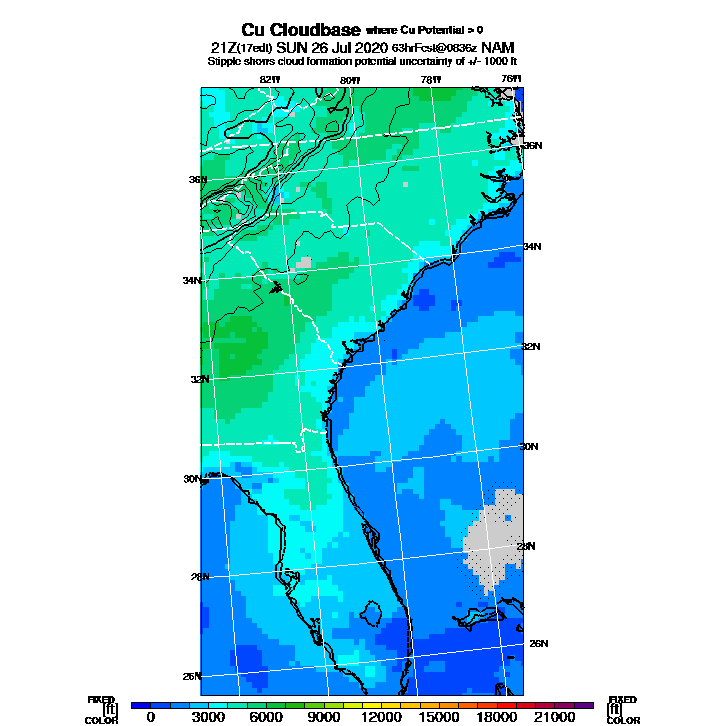 Cu Cloudbase where Cu Potential > 0
21Z(17edt) SUN 26 Jul 2020 63hrFcst@0836z NAM
Stipple shows cloud formation potential uncertainty of +/- 1000 ft
82W 80W 78W 76W
36N
36N
34N
34N
32N
32N
30N
30N
28N
28N
26N
26N
FIXED FIXED
[ft] [ft]
COLOR COLOR
0 3000 6000 9000 12000 15000 18000 21000